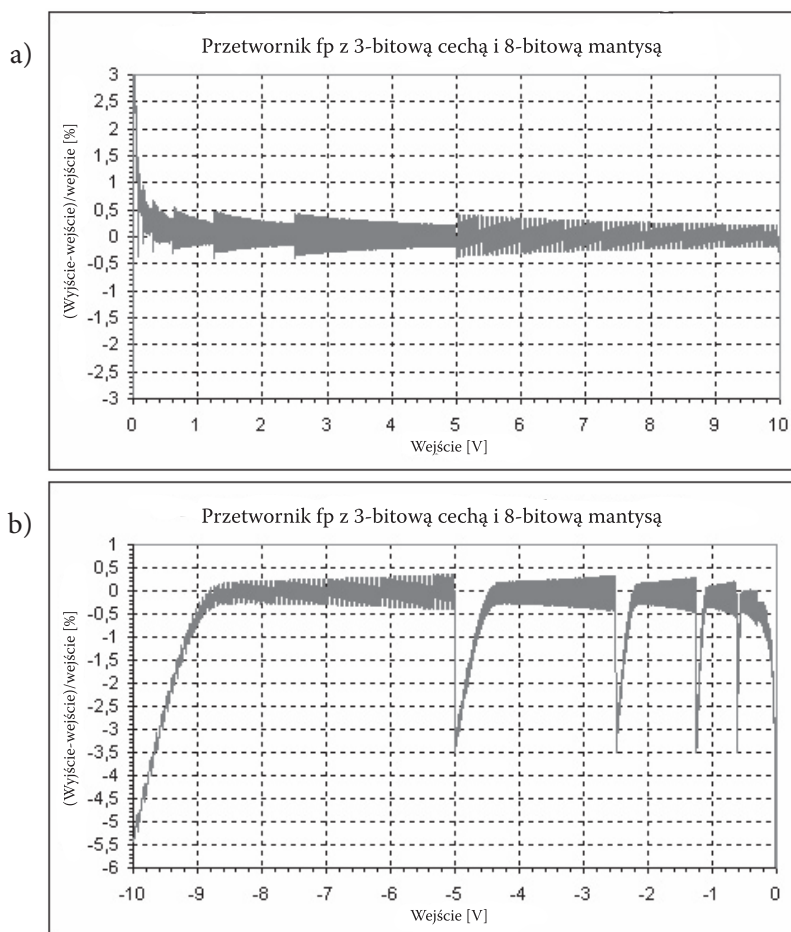 a)
Przetwornik fp z 3-bitową cechą i 8-bitową mantysą
(Wyjście-wejście)/wejście [%]
3
2,5
2
1,5
1
0,5
0
-0,5
-1
-1,5
-2
-2,5
-3
0 1 2 3 4 5 6 7 8 9 10
Wejście [V]
b)
Przetwornik fp z 3-bitową cechą i 8-bitową mantysą
(Wyjście-wejście)/wejście [%]
1
0,5
0
-0,5
-1
-1,5
-2
-2,5
-3
-3,5
-4
-4,5
-5
-5,5
-6
-10 -9 -8 -7 -6 -5 -4 -3 -2 -1 0
Wejście [V]